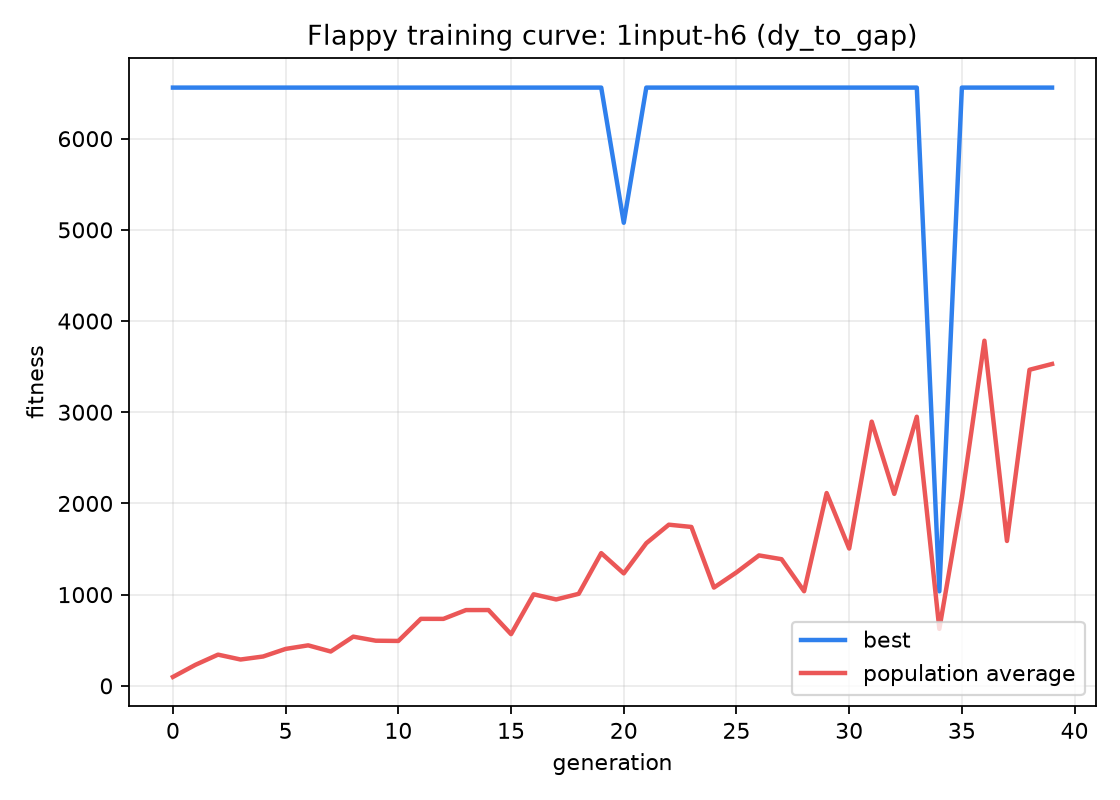 Flappy training curve: 1input-h6 (dy_to_gap)
6000
5000
4000
3000
2000
1000
0
fitness
best
population average
0 5 10 15 20 25 30 35 40
generation